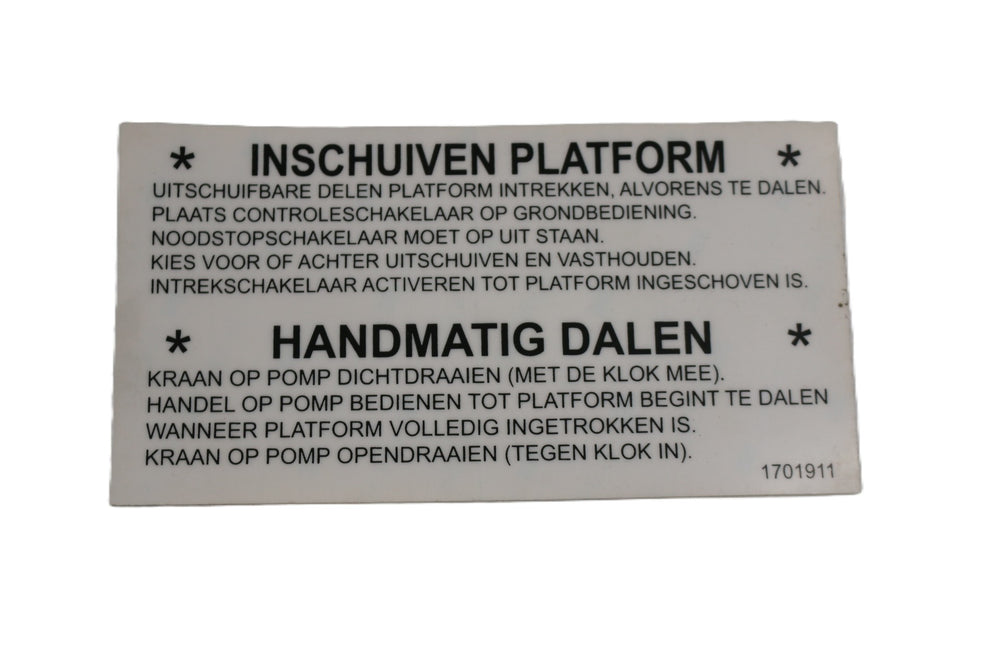 * INSCHUIVEN PLATFORM *
UITSCHUIFBARE DELEN PLATFORM INTREKKEN, ALVORENS TE DALEN.
PLAATS CONTROLESCHAKELAAR OP GRONDBEDIENING.
NOODSTOPSCHAKELAAR MOET OP UIT STAAN.
KIES VOOR OF ACHTER UITSCHUIVEN EN VASTHOUDEN.
INTREKSCHAKELAAR ACTIVEREN TOT PLATFORM INGESCHOVEN IS.
* HANDMATIG DALEN *
KRAAN OP POMP DICHTDRAAIEN (MET DE KLOK MEE).
HANDEL OP POMP BEDIENEN TOT PLATFORM BEGINT TE DALEN
WANNEER PLATFORM VOLLEDIG INGETROKKEN IS.
KRAAN OP POMP OPENDRAAIEN (TEGEN KLOK IN).
1701911